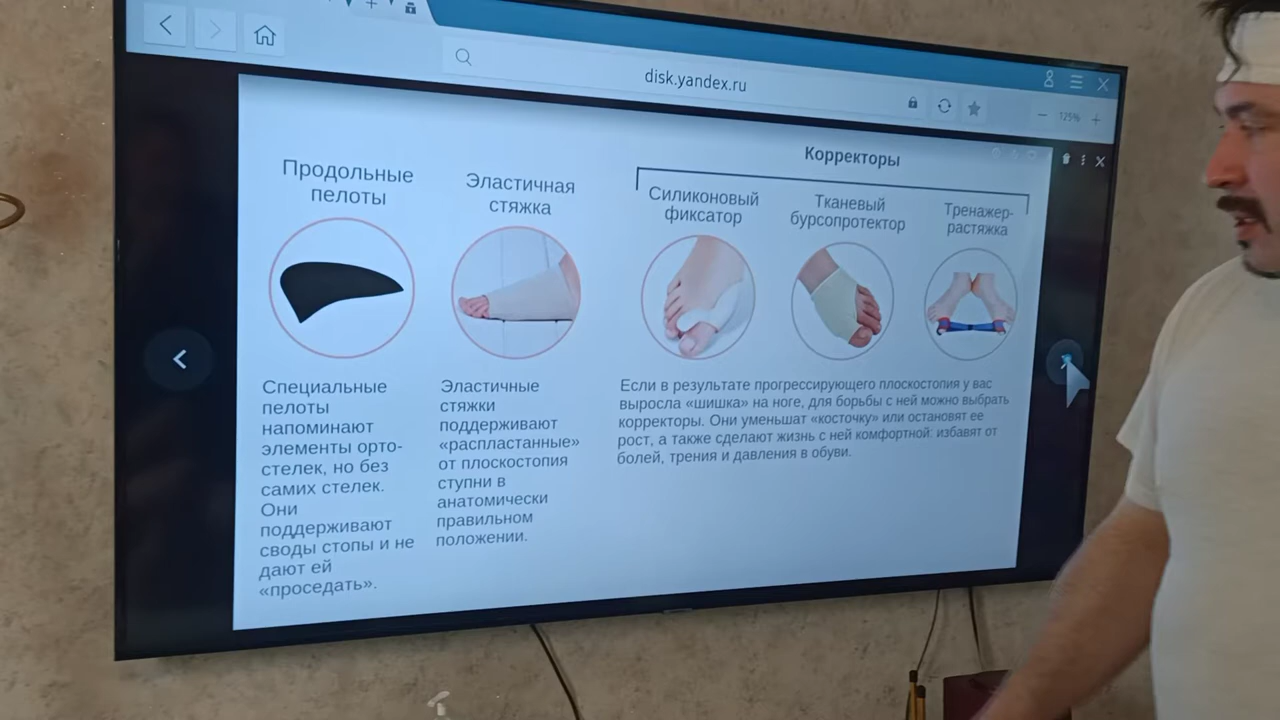 disk.yandex.ru
125%
Корректоры
Продольные
пелоты
Эластичная
стяжка
Силиконовый
фиксатор
Тканевый
бурсопротектор
Тренажер-
растяжка
Специальные
пелоты
напоминают
элементы орто-
стелек, но без
самих стелек.
Они
поддерживают
своды стопы и не
дают ей
«проседать».
Эластичные
стяжки
поддерживают
«распластанные»
от плоскостопия
ступни в
анатомически
правильном
положении.
Если в результате прогрессирующего плоскостопия у вас
выросла «шишка» на ноге, для борьбы с ней можно выбрать
корректоры. Они уменьшат «косточку» или остановят ее
рост, а также сделают жизнь с ней комфортной: избавят от
болей, трения и давления в обуви.